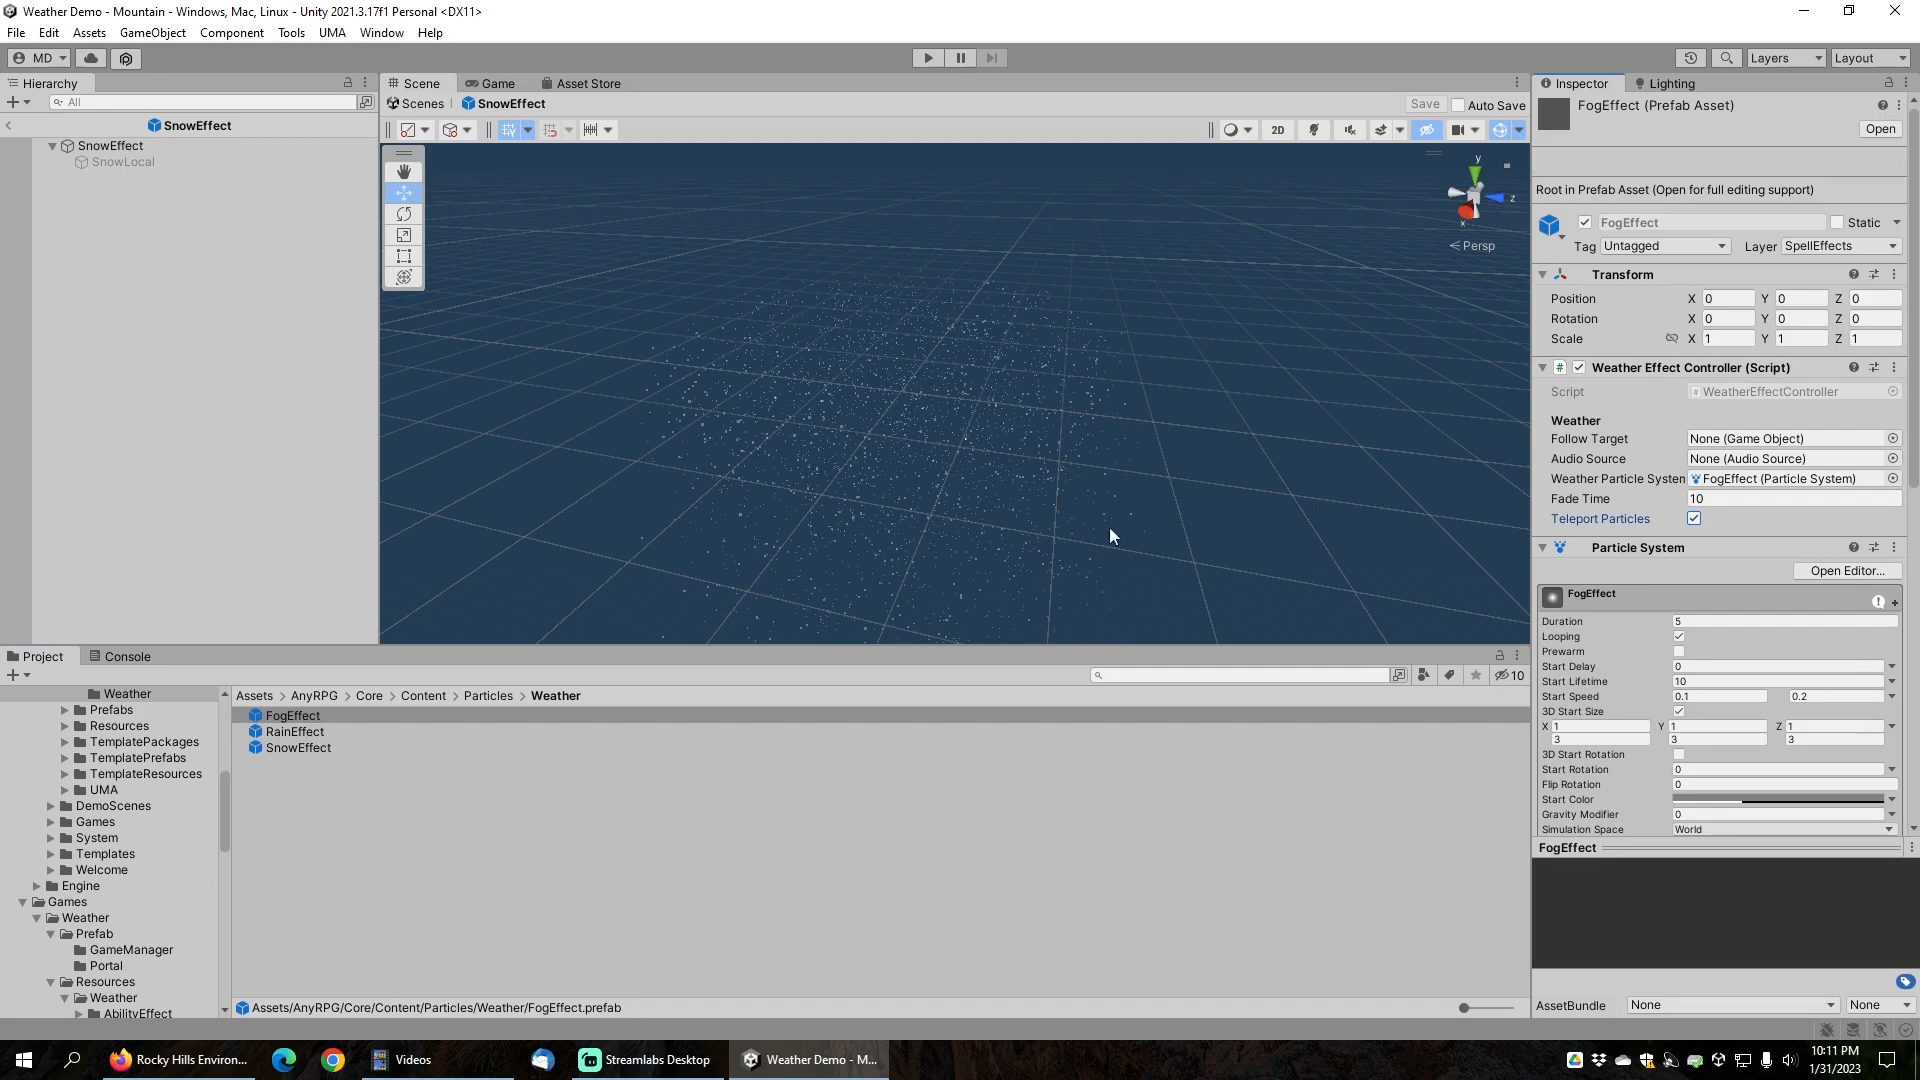 Weather Demo - Mountain - Windows, Mac, Linux - Unity 2021.3.17f1 Personal <DX11>
File Edit Assets GameObject Component Tools UMA Window Help
MD Layers Layout
Hierarchy
All
SnowEffect
SnowEffect
SnowLocal
Scene Game Asset Store
Scenes SnowEffect Save Auto Save
2D
y
z
x
Persp
Inspector Lighting
FogEffect (Prefab Asset)
Open
Root in Prefab Asset (Open for full editing support)
FogEffect Static
Tag Untagged Layer SpellEffects
Transform
Position X 0 Y 0 Z 0
Rotation X 0 Y 0 Z 0
Scale X 1 Y 1 Z 1
# Weather Effect Controller (Script)
Script # WeatherEffectController
Weather
Follow Target None (Game Object)
Audio Source None (Audio Source)
Weather Particle System FogEffect (Particle System)
Fade Time 10
Teleport Particles
Particle System
Open Editor...
FogEffect
Duration 5
Looping
Prewarm
Start Delay 0
Start Lifetime 10
Start Speed 0.1 0.2
3D Start Size
X 1 Y 1 Z 1
3 3 3
3D Start Rotation
Start Rotation 0
Flip Rotation 0
Start Color
Gravity Modifier 0
Simulation Space World
FogEffect
AssetBundle None None
Project Console
10
Weather
Prefabs
Resources
TemplatePackages
TemplatePrefabs
TemplateResources
UMA
DemoScenes
Games
System
Templates
Welcome
Engine
Games
Weather
Prefab
GameManager
Portal
Resources
Weather
AbilityEffect
Assets > AnyRPG > Core > Content > Particles > Weather
FogEffect
RainEffect
SnowEffect
Assets/AnyRPG/Core/Content/Particles/Weather/FogEffect.prefab
Rocky Hills Environ... Videos Streamlabs Desktop Weather Demo - M...
10:11 PM
1/31/2023